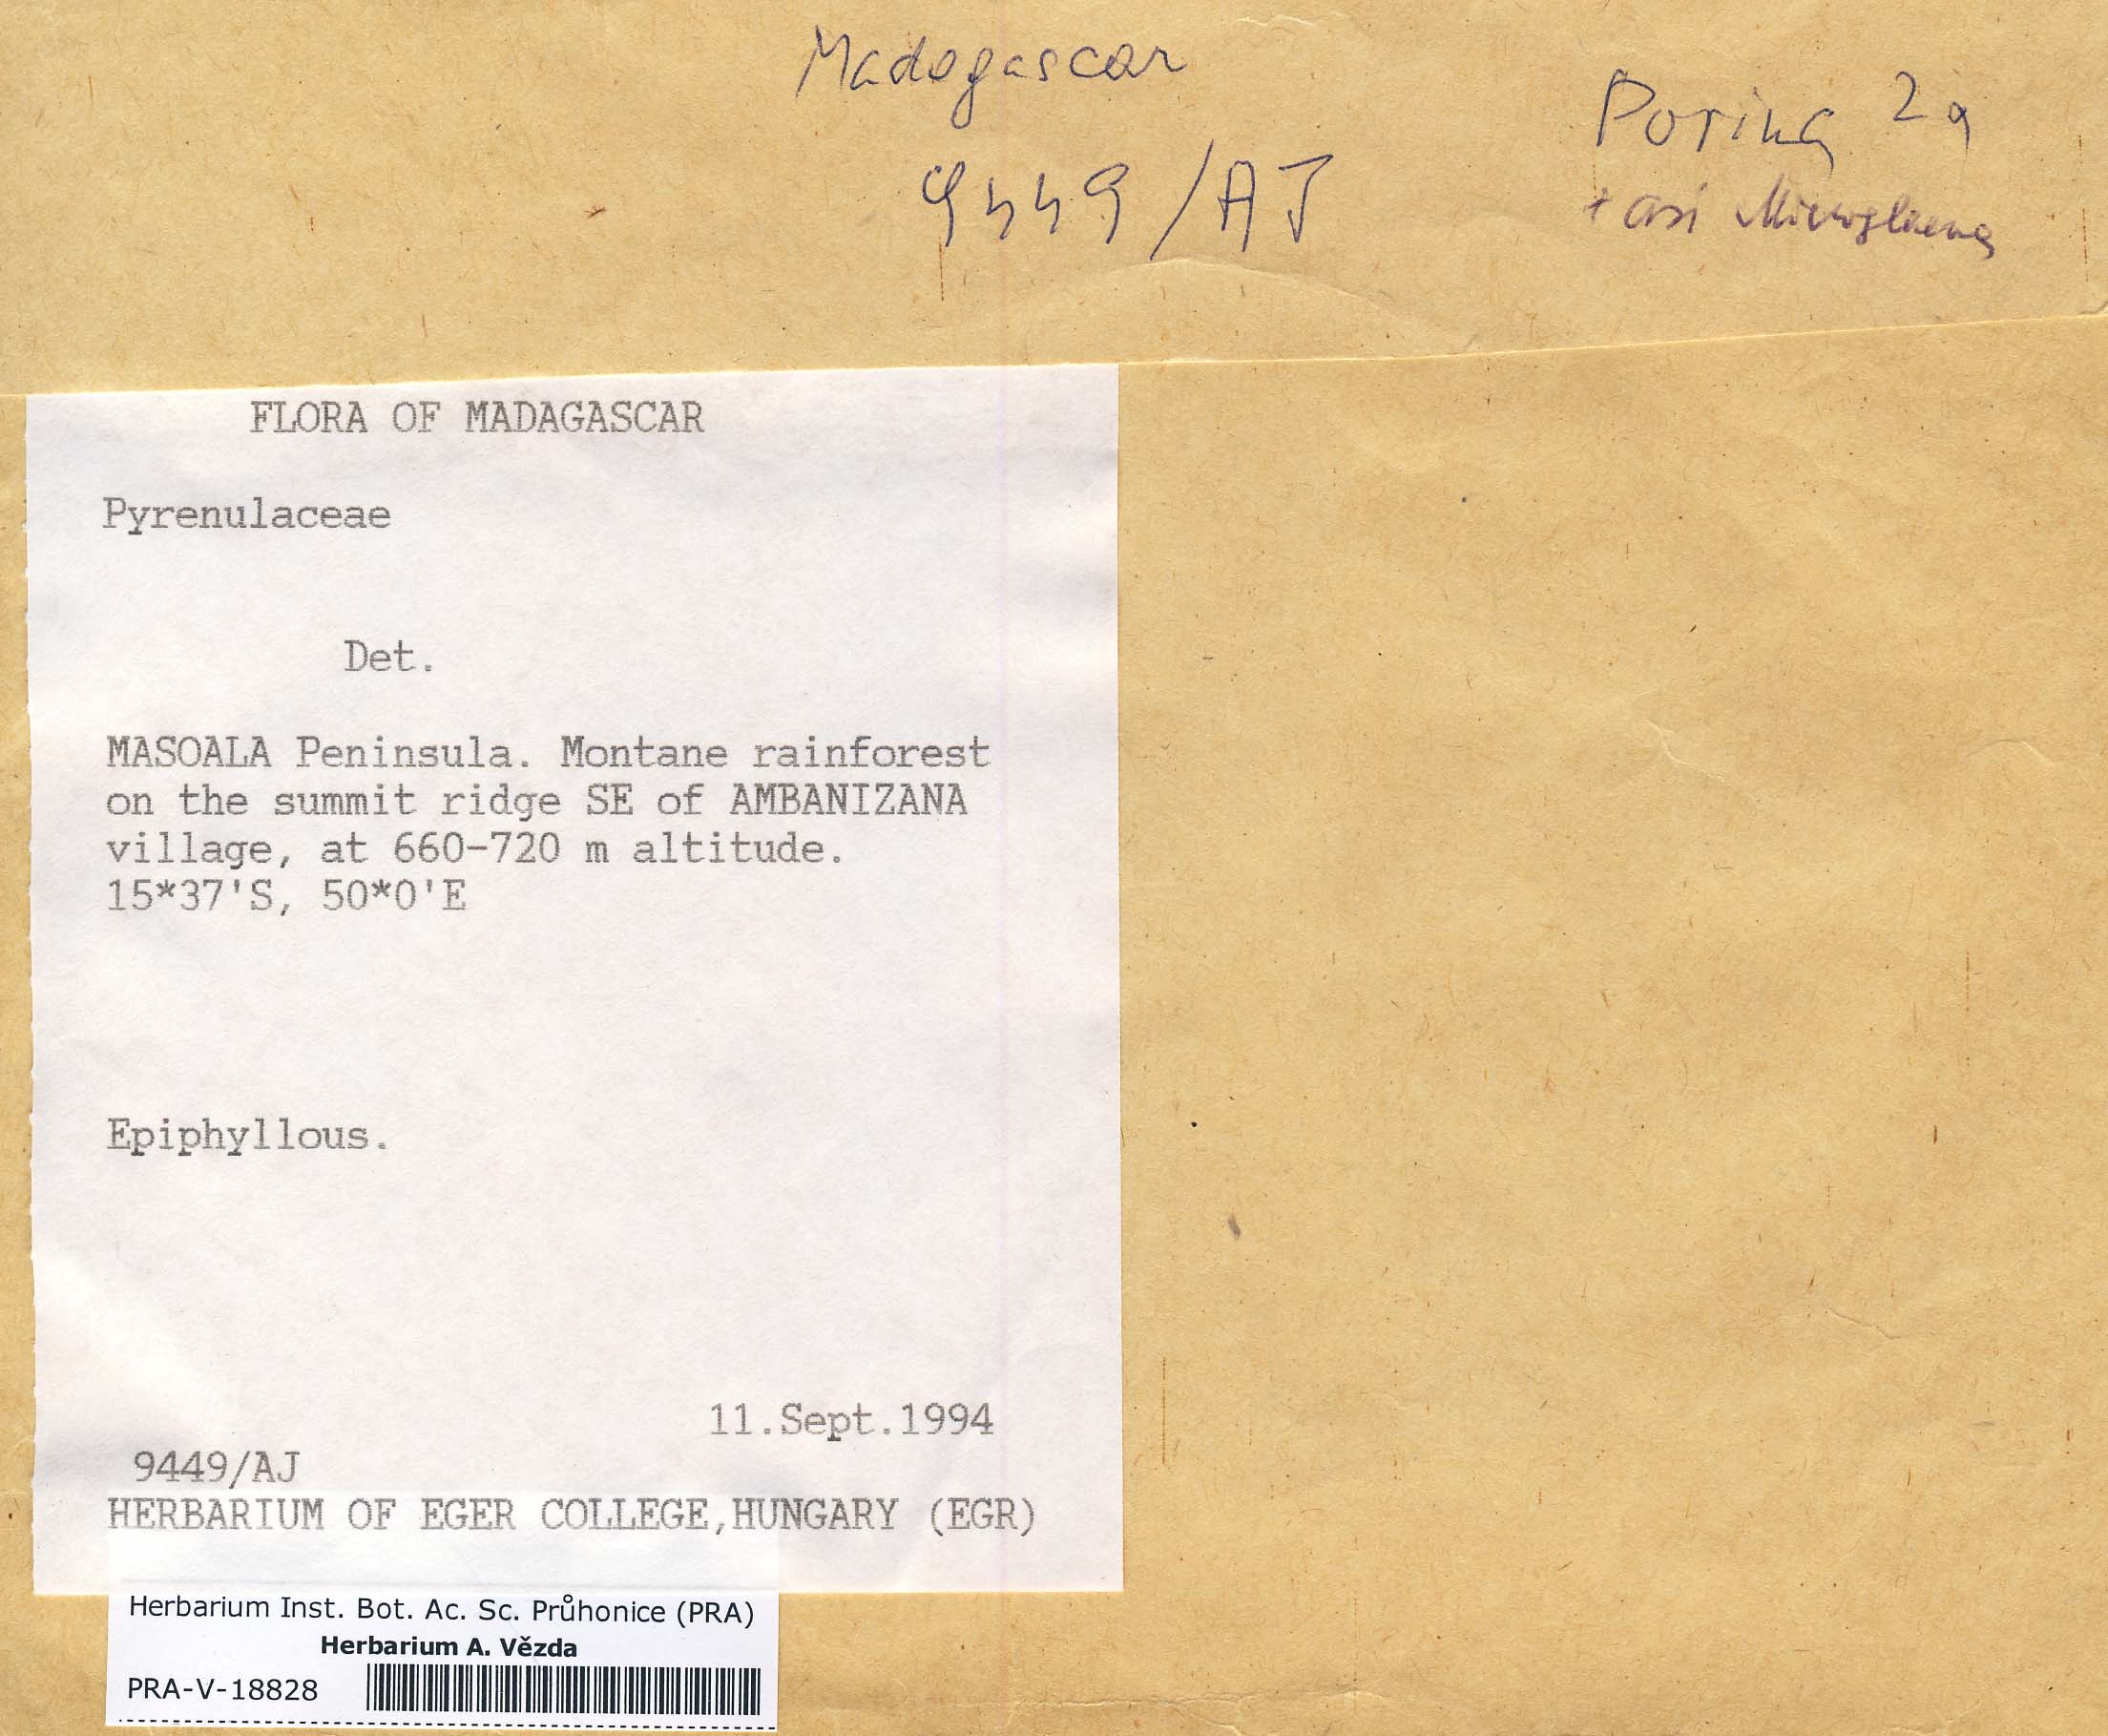 Madagascar
9449/AJ
Porina 2a
+ asi Microglaena
FLORA OF MADAGASCAR
Pyrenulaceae
Det.
MASOALA Peninsula. Montane rainforest
on the summit ridge SE of AMBANIZANA
village, at 660-720 m altitude.
15*37'S, 50*0'E
Epiphyllous.
11.Sept.1994
9449/AJ
HERBARIUM OF EGER COLLEGE,HUNGARY (EGR)
Herbarium Inst. Bot. Ac. Sc. Průhonice (PRA)
Herbarium A. Vězda
PRA-V-18828